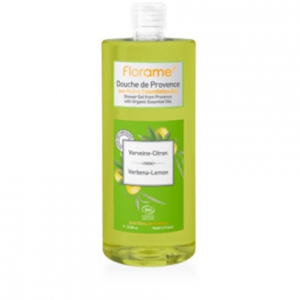 Florame
Douche de Provence
Shower Gel from Provence
with Organic Essential Oils
Verveine-Citron
Verbena-Lemon